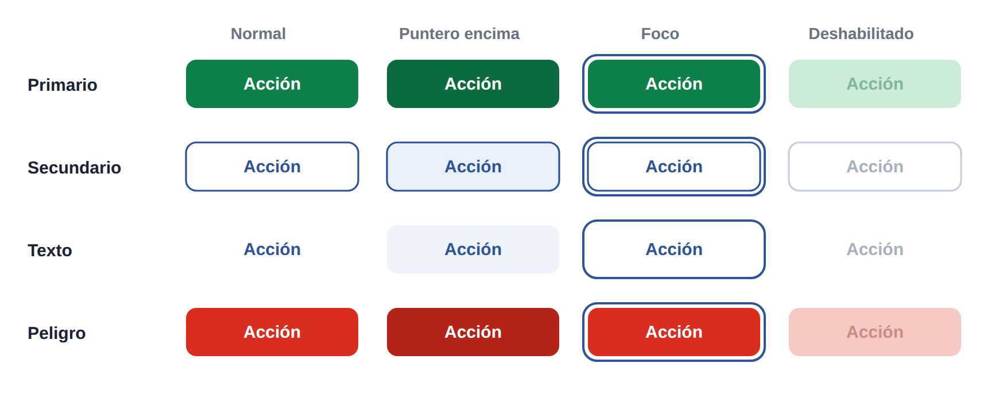 Normal Puntero encima Foco Deshabilitado
Primario Acción Acción Acción Acción
Secundario Acción Acción Acción Acción
Texto Acción Acción Acción Acción
Peligro Acción Acción Acción Acción